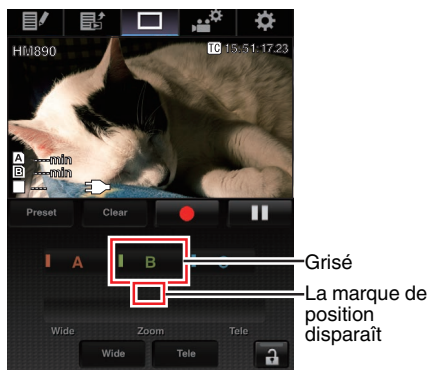 HM890
TC 15:51:17.23
A ----min
B ----min
----
Preset Clear
A B C
Grisé
La marque de
position
disparaît
Wide Zoom Tele
Wide Tele